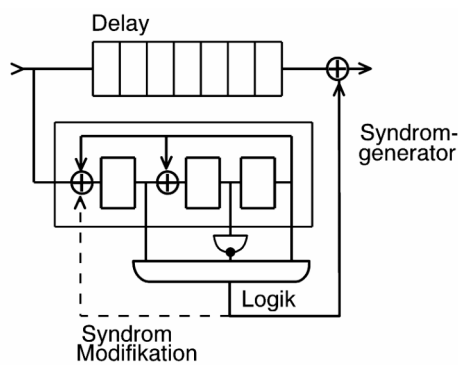 Delay
Syndrom-
generator
Logik
Syndrom
Modifikation